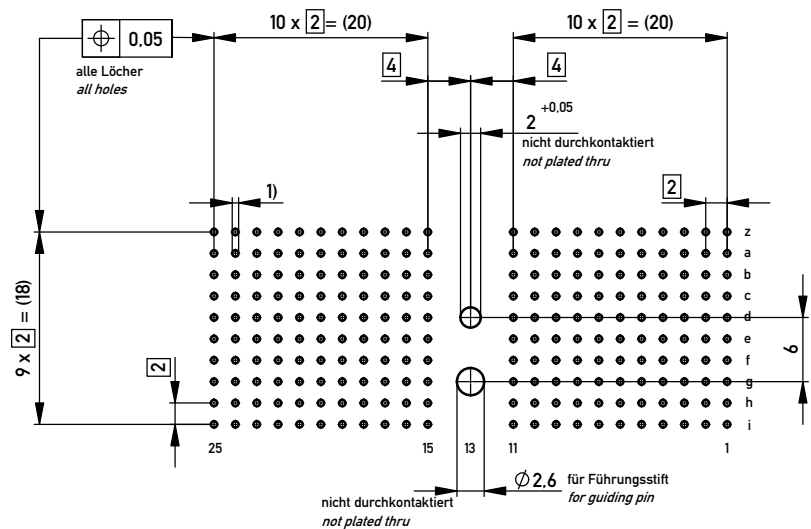 10 x 2 = (20)
10 x 2 = (20)
⌖ 0,05
alle Löcher
all holes
4
4
2 +0,05
nicht durchkontaktiert
not plated thru
1)
2
z
a
b
c
d
e
f
g
h
i
9 x 2 = (18)
2
6
25
15
13
11
1
Ø 2,6 für Führungsstift
for guiding pin
nicht durchkontaktiert
not plated thru